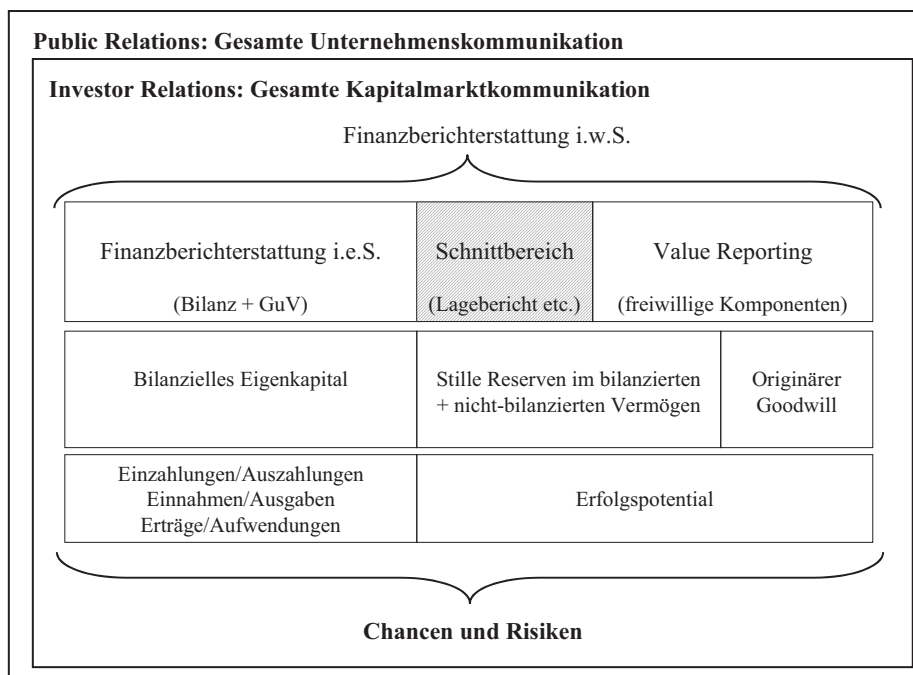 Public Relations: Gesamte Unternehmenskommunikation
Investor Relations: Gesamte Kapitalmarktkommunikation
Finanzberichterstattung i.w.S.
Finanzberichterstattung i.e.S.
(Bilanz + GuV)
Schnittbereich
(Lagebericht etc.)
Value Reporting
(freiwillige Komponenten)
Bilanzielles Eigenkapital
Stille Reserven im bilanzierten
+ nicht-bilanzierten Vermögen
Originärer
Goodwill
Einzahlungen/Auszahlungen
Einnahmen/Ausgaben
Erträge/Aufwendungen
Erfolgspotential
Chancen und Risiken